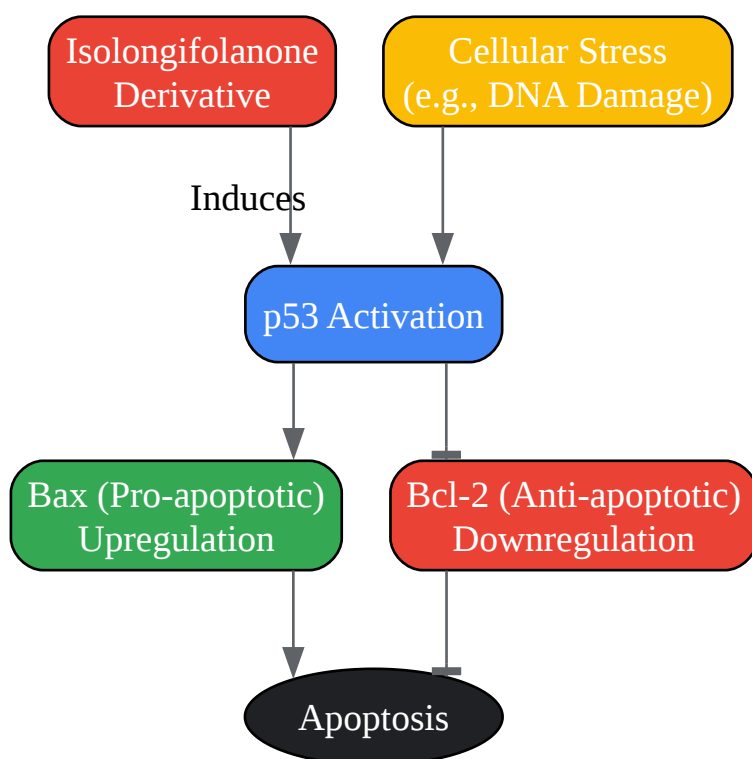 Isolongifolanone
Derivative
Cellular Stress
(e.g., DNA Damage)
Induces
p53 Activation
Bax (Pro-apoptotic)
Upregulation
Bcl-2 (Anti-apoptotic)
Downregulation
Apoptosis